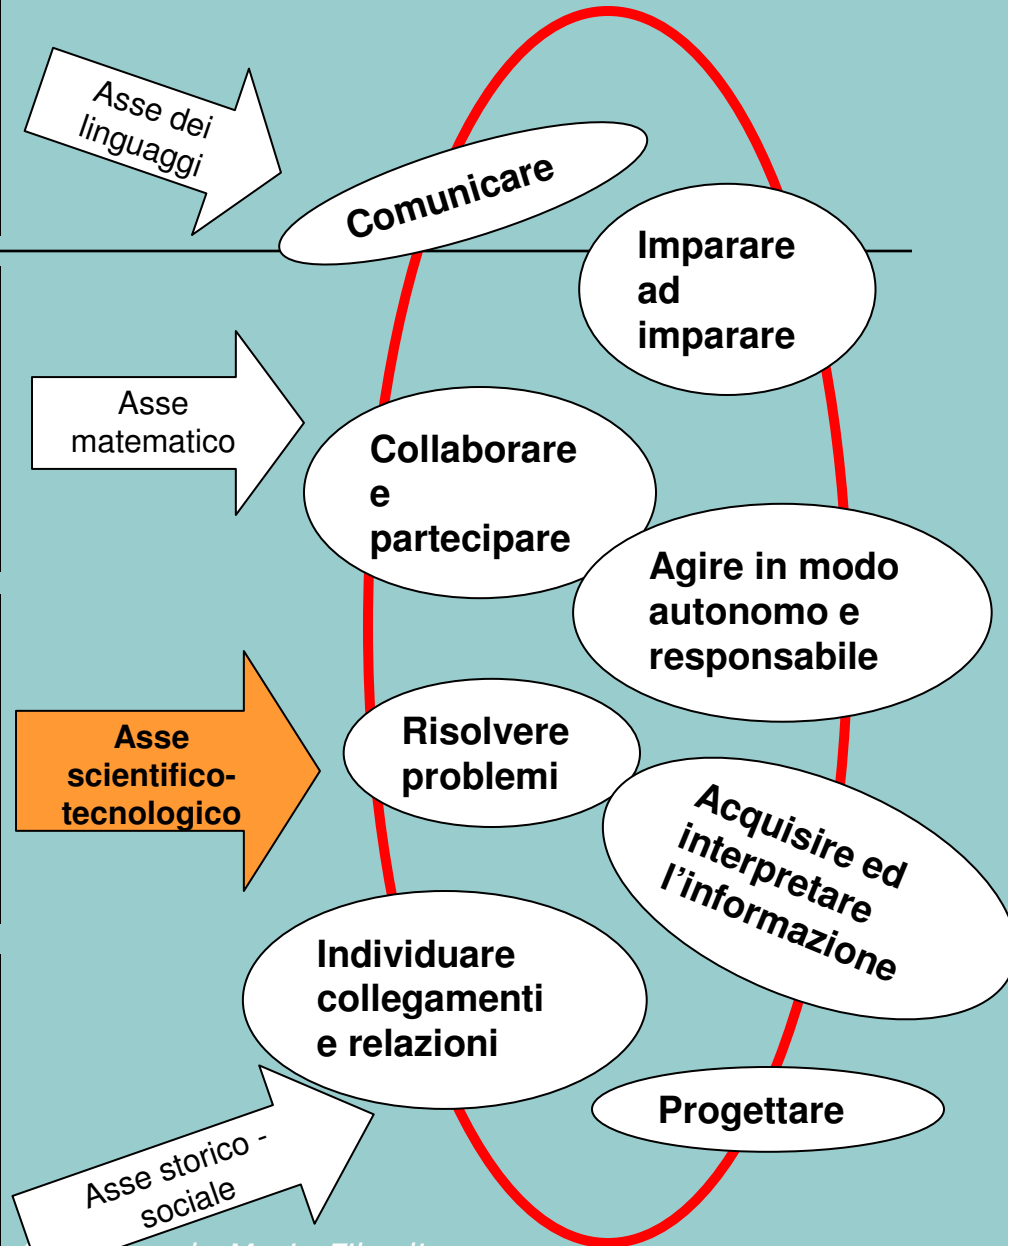 Asse dei
linguaggi
Comunicare
Imparare
ad
imparare
Asse
matematico
Collaborare
e
partecipare
Agire in modo
autonomo e
responsabile
Asse
scientifico-
tecnologico
Risolvere
problemi
Acquisire ed
interpretare
l'informazione
Individuare
collegamenti
e relazioni
Progettare
Asse storico -
sociale